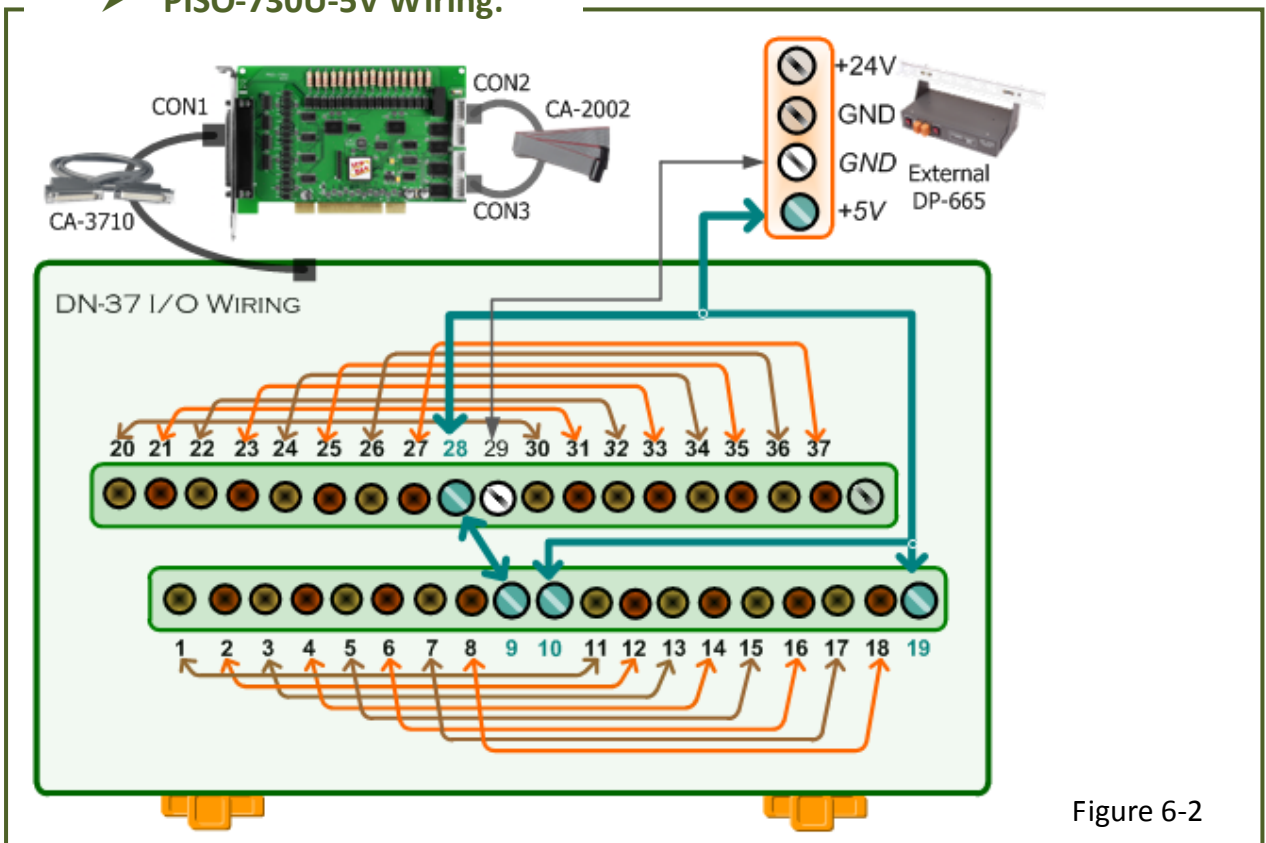 ➤ PISO-730U-5V Wiring:
CON1
CON2
CA-2002
CA-3710
CON3
+24V
GND
GND
+5V
External
DP-665
DN-37 I/O WIRING
20 21 22 23 24 25 26 27 28 29 30 31 32 33 34 35 36 37
1 2 3 4 5 6 7 8 9 10 11 12 13 14 15 16 17 18 19
Figure 6-2